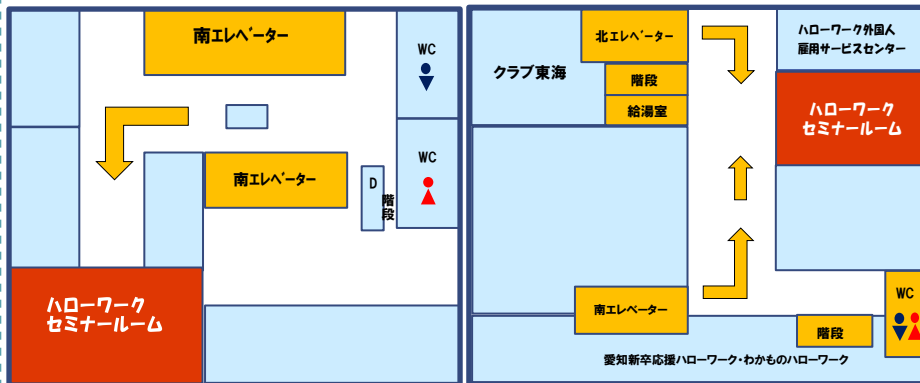 南エレベーター
WC
WC
南エレベーター
D
階段
ハローワーク
セミナールーム
北エレベーター
ハローワーク外国人
雇用サービスセンター
クラブ東海
階段
給湯室
ハローワーク
セミナールーム
南エレベーター
WC
階段
愛知新卒応援ハローワーク・わかものハローワーク